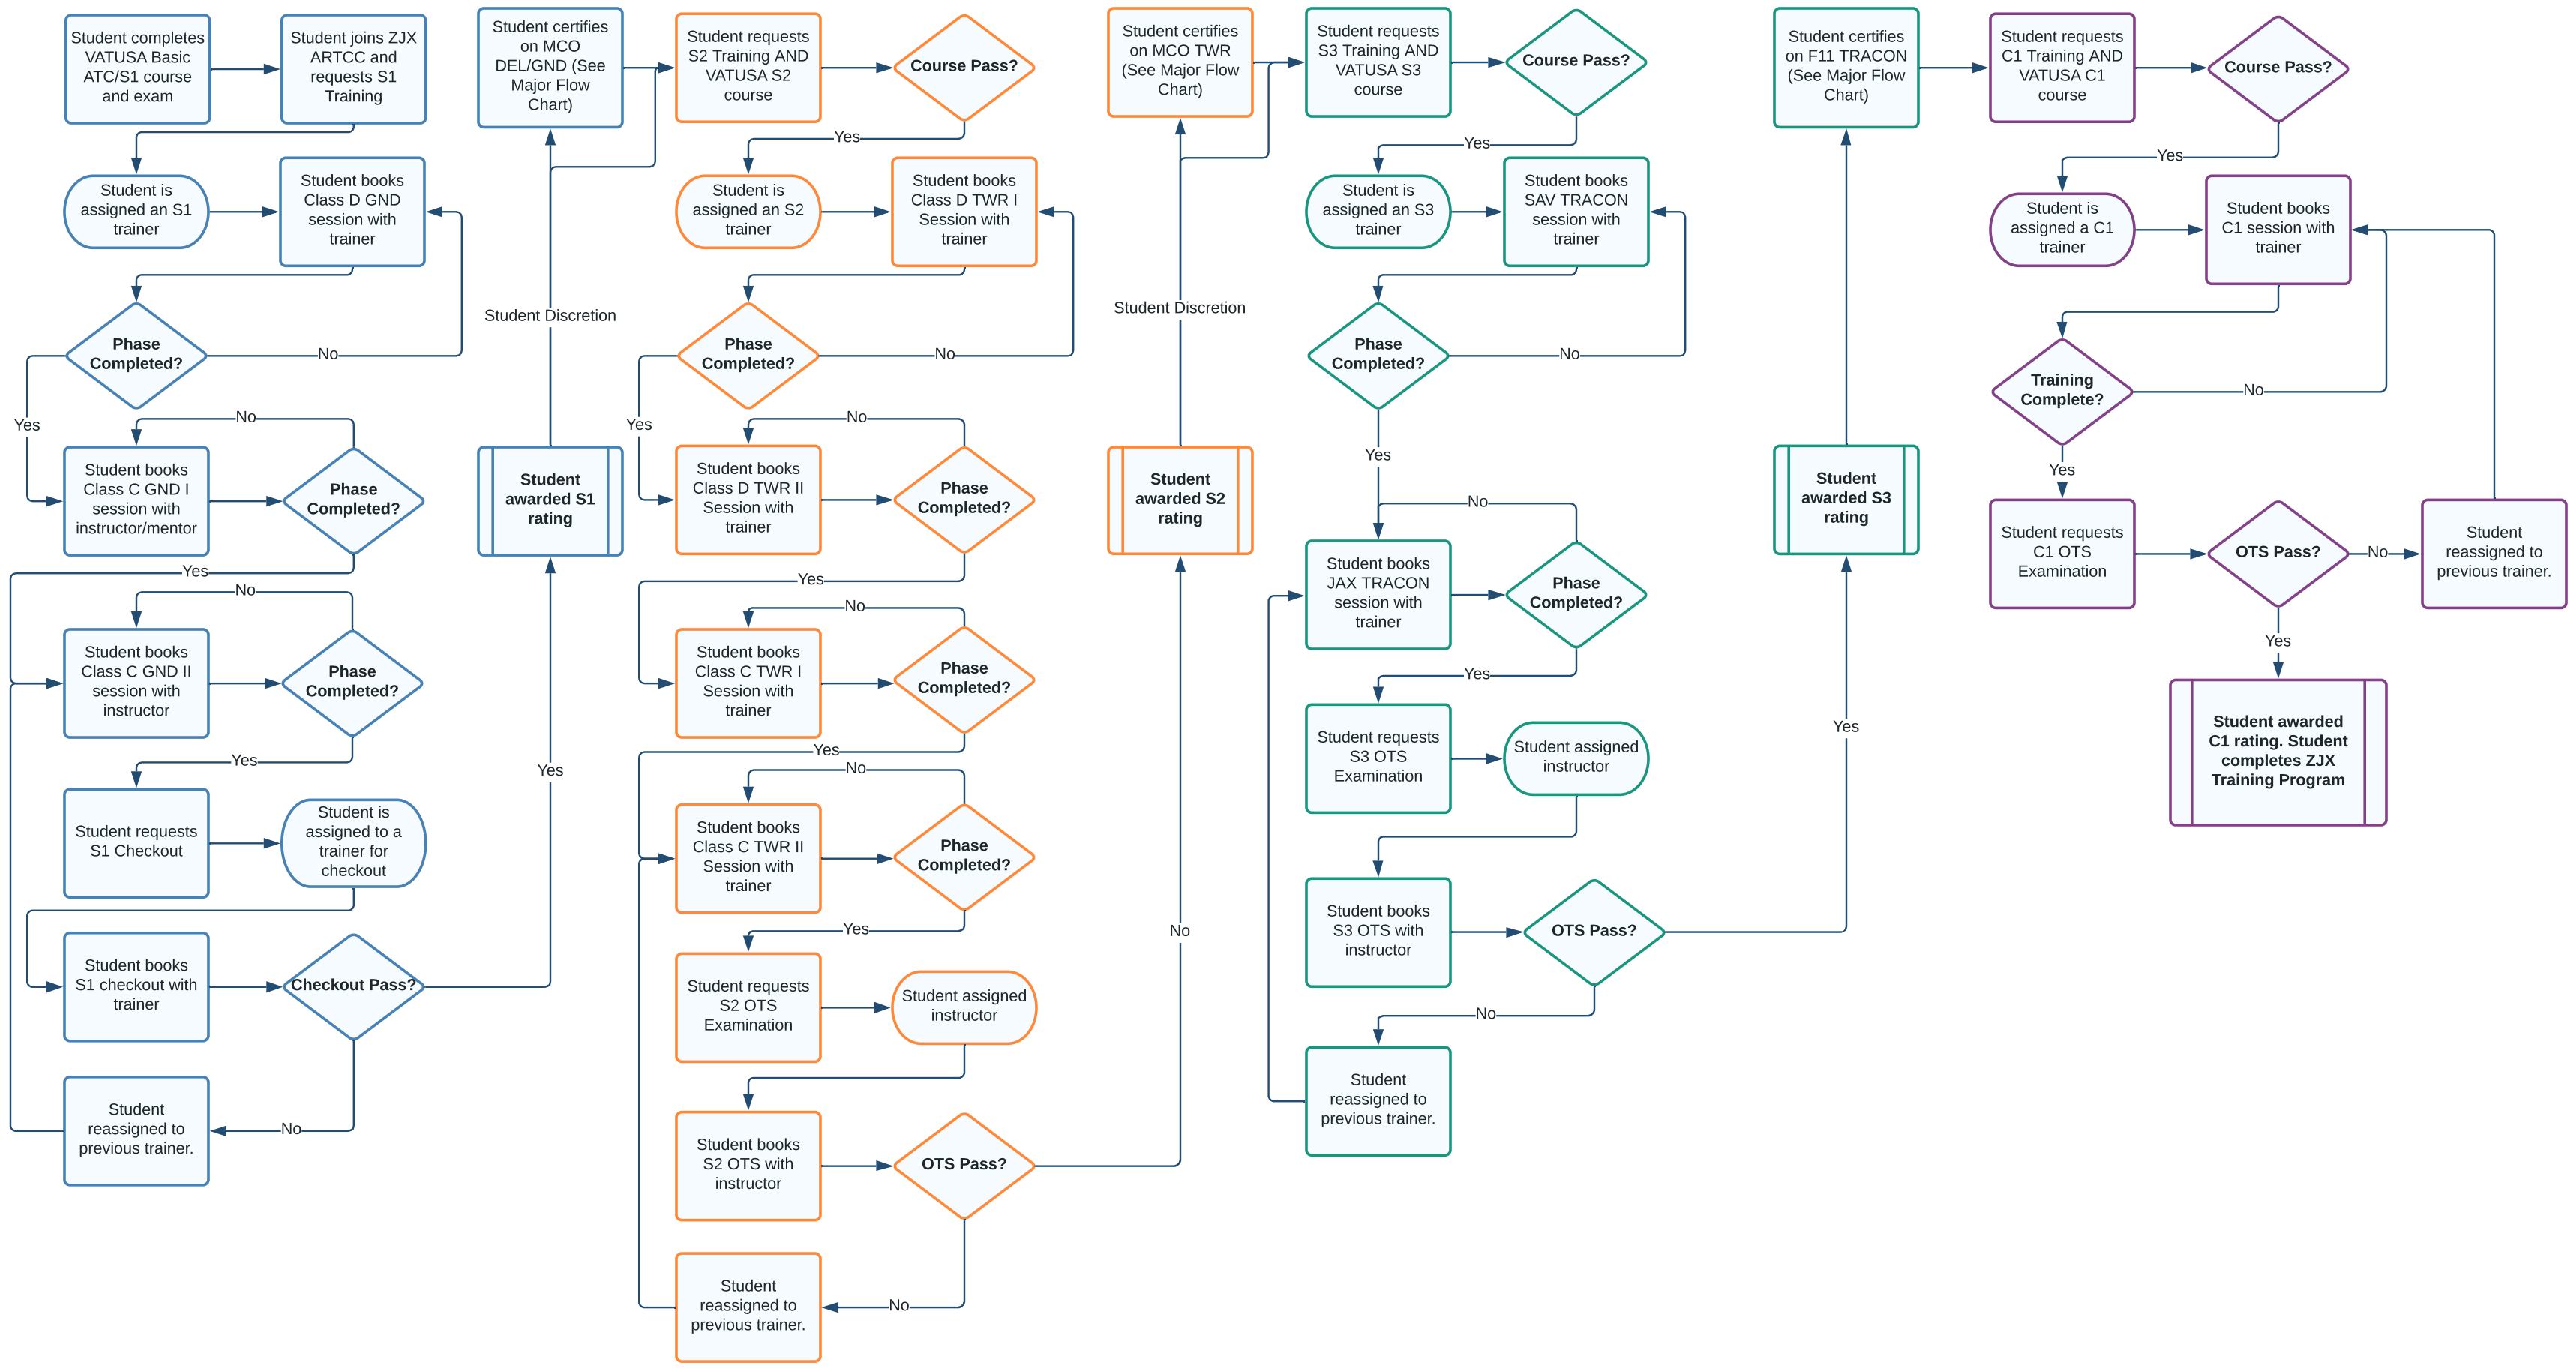 Student completes
VATUSA Basic
ATC/S1 course
and exam
Student joins ZJX
ARTCC and
requests S1
Training
Student is
assigned an S1
trainer
Student books
Class D GND
session with
trainer
Phase
Completed?
No
Yes
No
Student books
Class C GND I
session with
instructor/mentor
Phase
Completed?
Yes
No
Student books
Class C GND II
session with
instructor
Phase
Completed?
Yes
Student requests
S1 Checkout
Student is
assigned to a
trainer for
checkout
Student books
S1 checkout with
trainer
Checkout Pass?
No
Student
reassigned to
previous trainer.
Yes
Student
awarded S1
rating
Student Discretion
Student certifies
on MCO
DEL/GND (See
Major Flow
Chart)
Student requests
S2 Training AND
VATUSA S2
course
Course Pass?
Yes
Student is
assigned an S2
trainer
Student books
Class D TWR I
Session with
trainer
Phase
Completed?
No
Yes
No
Student books
Class D TWR II
Session with
trainer
Phase
Completed?
Yes
No
Student books
Class C TWR I
Session with
trainer
Phase
Completed?
Yes
No
Student books
Class C TWR II
Session with
trainer
Phase
Completed?
Yes
Student requests
S2 OTS
Examination
Student assigned
instructor
Student books
S2 OTS with
instructor
OTS Pass?
No
Student
reassigned to
previous trainer.
No
Student
awarded S2
rating
Student Discretion
Student certifies
on MCO TWR
(See Major Flow
Chart)
Student requests
S3 Training AND
VATUSA S3
course
Course Pass?
Yes
Student is
assigned an S3
trainer
Student books
SAV TRACON
session with
trainer
Phase
Completed?
No
Yes
No
Student books
JAX TRACON
session with
trainer
Phase
Completed?
Yes
Student requests
S3 OTS
Examination
Student assigned
instructor
Student books
S3 OTS with
instructor
OTS Pass?
No
Student
reassigned to
previous trainer.
Yes
Student
awarded S3
rating
Student certifies
on F11 TRACON
(See Major Flow
Chart)
Student requests
C1 Training AND
VATUSA C1
course
Course Pass?
Yes
Student is
assigned a C1
trainer
Student books
C1 session with
trainer
Training
Complete?
No
Yes
Student requests
C1 OTS
Examination
OTS Pass?
No
Student
reassigned to
previous trainer.
Yes
Student awarded
C1 rating. Student
completes ZJX
Training Program